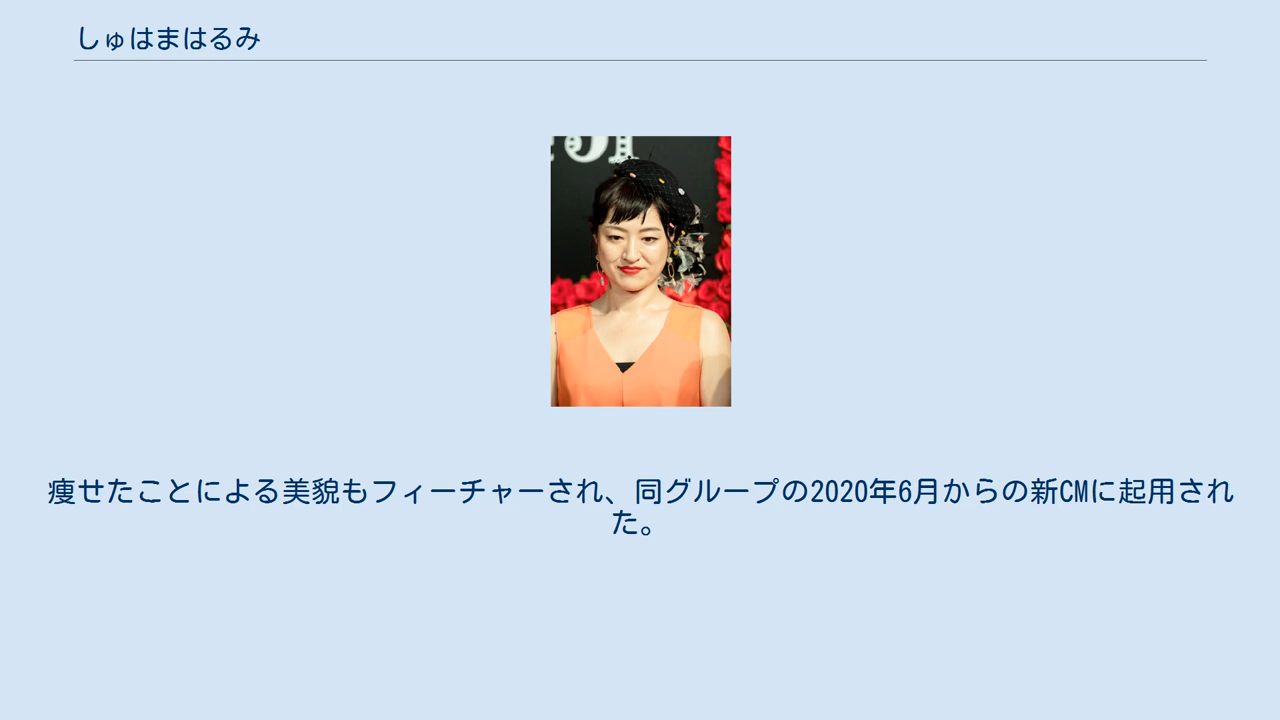 しゅはまはるみ
痩せたことによる美貌もフィーチャーされ、同グループの2020年6月からの新CMに起用され
た。